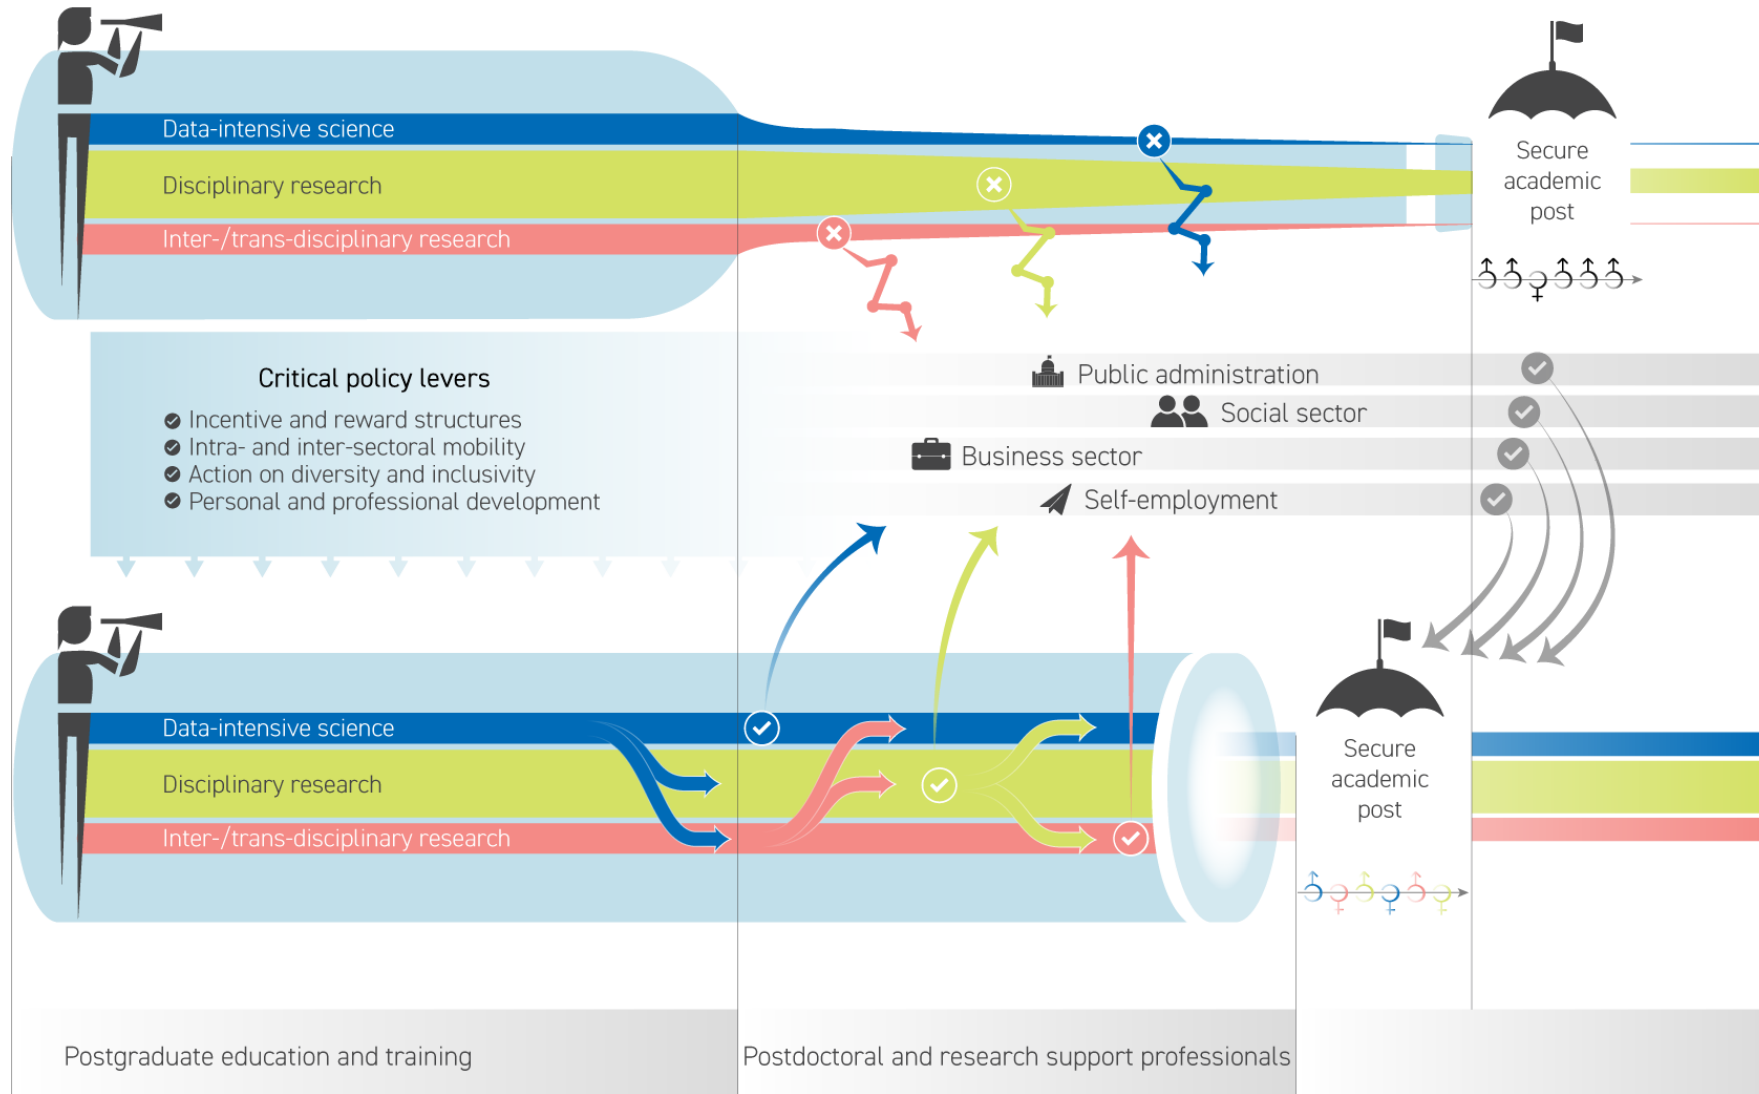 Data-intensive science
Disciplinary research
Inter-/trans-disciplinary research
Secure
academic
post
Critical policy levers
Incentive and reward structures
Intra- and inter-sectoral mobility
Action on diversity and inclusivity
Personal and professional development
Public administration
Social sector
Business sector
Self-employment
Data-intensive science
Disciplinary research
Inter-/trans-disciplinary research
Secure
academic
post
Postgraduate education and training
Postdoctoral and research support professionals